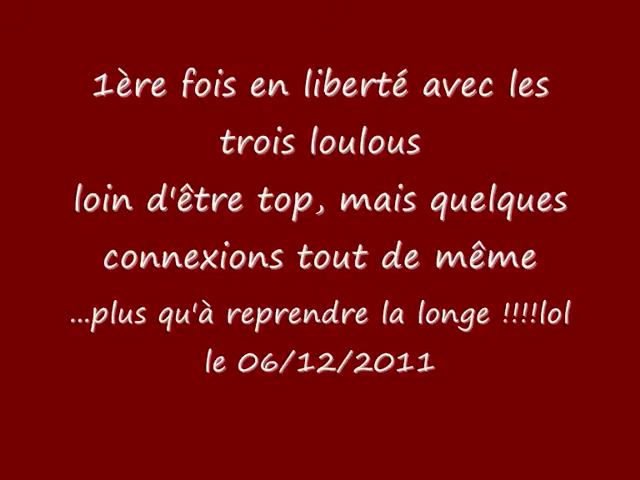 1ère fois en liberté avec les
trois loulous
loin d'être top, mais quelques
connexions tout de même
...plus qu'à reprendre la longe !!!!lol
le 06/12/2011